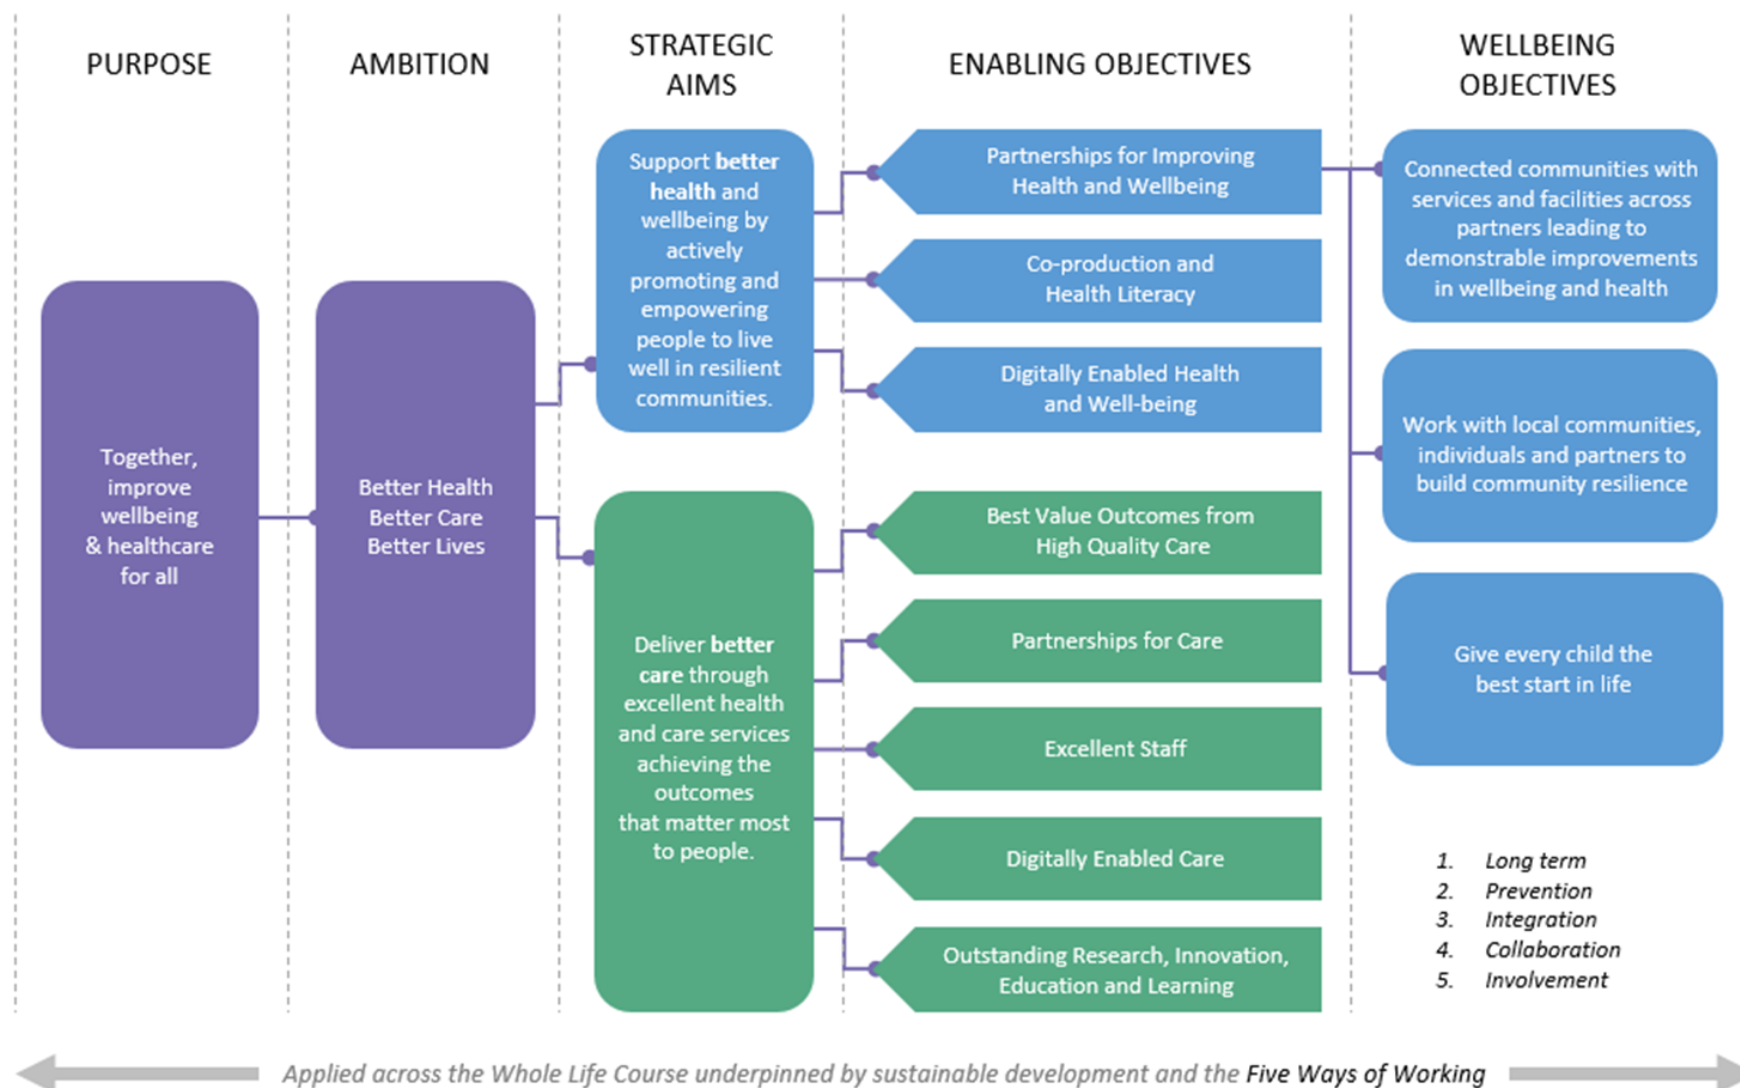 PURPOSE
AMBITION
STRATEGIC
AIMS
ENABLING OBJECTIVES
WELLBEING
OBJECTIVES
Together,
improve
wellbeing
& healthcare
for all
Better Health
Better Care
Better Lives
Support better
health and
wellbeing by
actively
promoting and
empowering
people to live
well in resilient
communities.
Deliver better
care through
excellent health
and care services
achieving the
outcomes
that matter most
to people.
Partnerships for Improving
Health and Wellbeing
Co-production and
Health Literacy
Digitally Enabled Health
and Well-being
Best Value Outcomes from
High Quality Care
Partnerships for Care
Excellent Staff
Digitally Enabled Care
Outstanding Research, Innovation,
Education and Learning
Connected communities with
services and facilities across
partners leading to
demonstrable improvements
in wellbeing and health
Work with local communities,
individuals and partners to
build community resilience
Give every child the
best start in life
1. Long term
2. Prevention
3. Integration
4. Collaboration
5. Involvement
Applied across the Whole Life Course underpinned by sustainable development and the Five Ways of Working